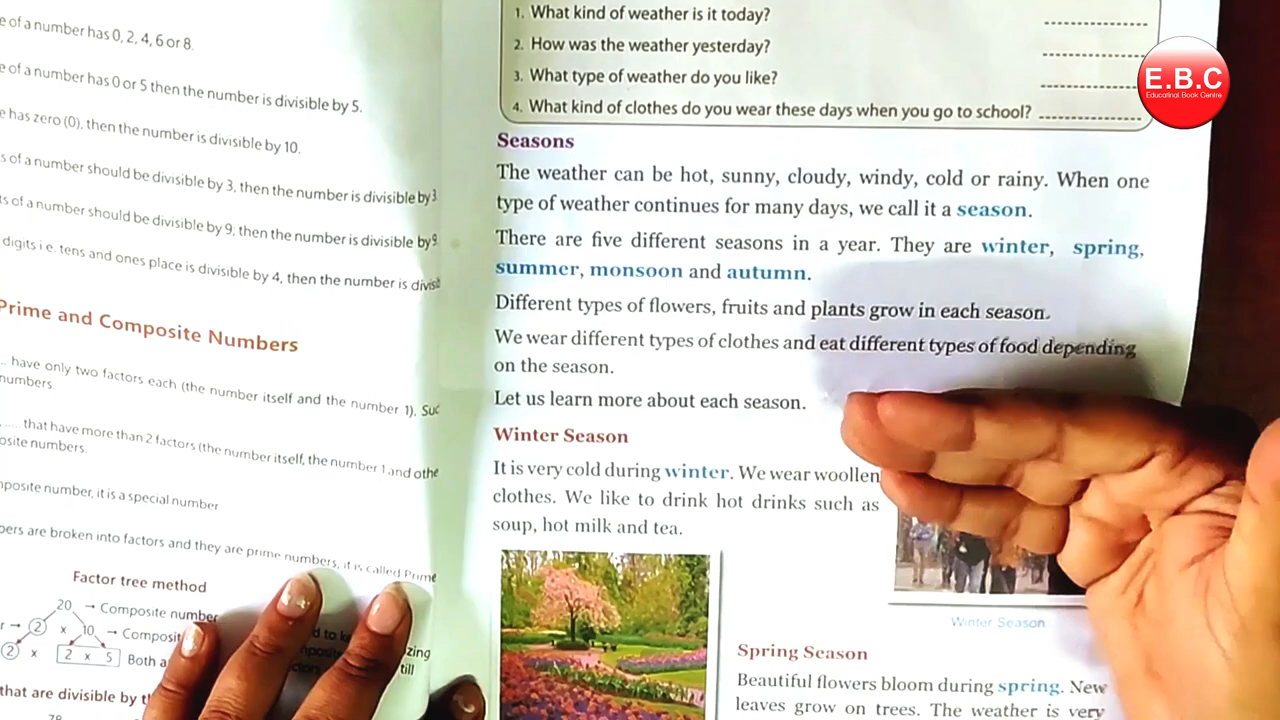 e of a number has 0, 2, 4, 6 or 8.
e of a number has 0 or 5 then the number is divisible by 5.
e has zero (0), then the number is divisible by 10.
s of a number should be divisible by 3, then the number is divisible by 3
ts of a number should be divisible by 9; then the number is divisible by 9
digits i e. tens and ones place is divisible by 4, then the number is
Prime and Composite Numbers
have only two factors each (the number itself and the number 1). Suc
numbers.
that have more than 2 factors (the number itself, the number 1 and othe
osite numbers.
mposite number, it is a special number
bers are broken into factors and they are prime numbers, it is called Prime
Factor tree method
20 → Composite number
r → 2 x 10 → Composit
2 x 2 x 5 Both a
zing
till
that are divisible by
78
1. What kind of weather is it today?
2. How was the weather yesterday?
3. What type of weather do you like?
4. What kind of clothes do you wear these days when you go to school?
E.B.C
Educatinal Book Centre
Seasons
The weather can be hot, sunny, cloudy, windy, cold or rainy. When one
type of weather continues for many days, we call it a season.
There are five different seasons in a year. They are winter, spring,
summer, monsoon and autumn.
Different types of flowers, fruits and plants grow in each season.
We wear different types of clothes and eat different types of food depending
on the season.
Let us learn more about each season.
Winter Season
It is very cold during winter. We wear woollen
clothes. We like to drink hot drinks such as
soup, hot milk and tea.
Winter Season
Spring Season
Beautiful flowers bloom during spring. New
leaves grow on trees. The weather is very